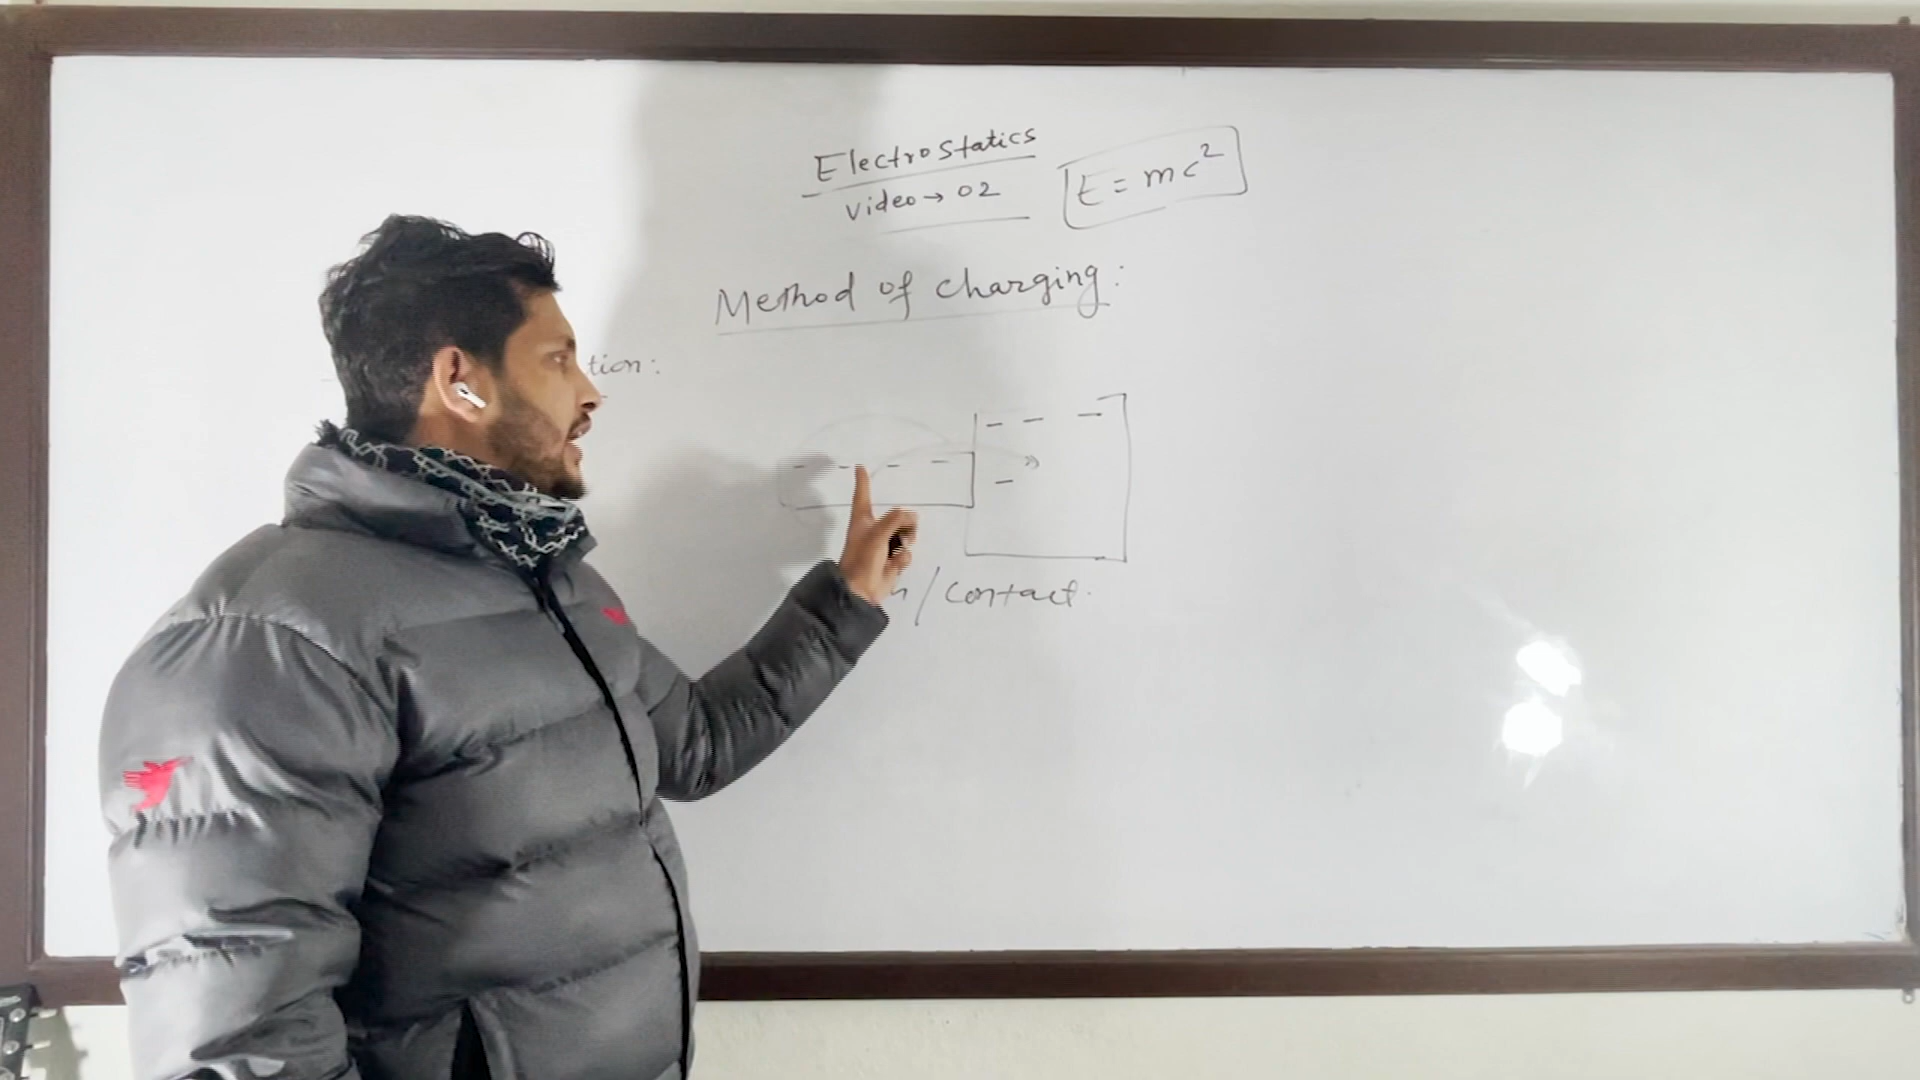 Electrostatics
video → 02
E = mc²
Method of charging:
tion:
/contact.